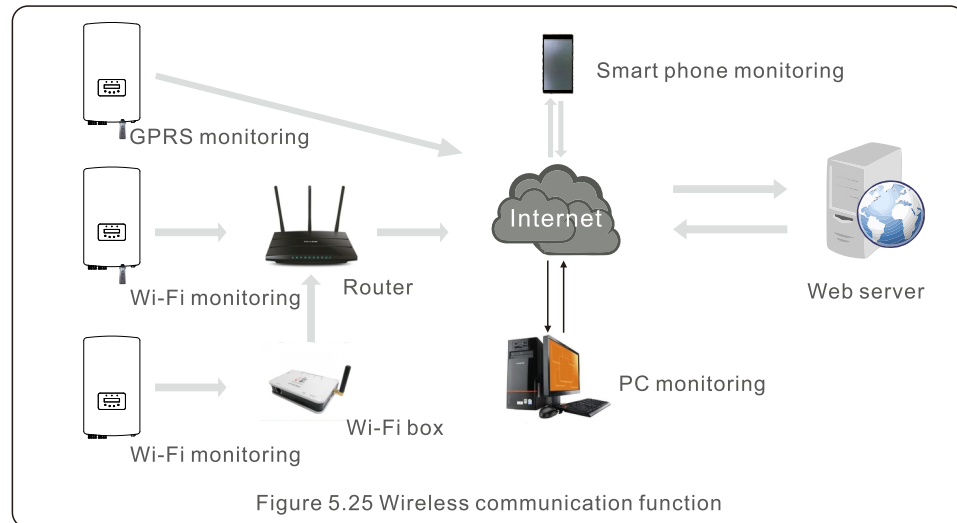 Smart phone monitoring
GPRS monitoring
Internet
Router
Wi-Fi monitoring
Web server
PC monitoring
Wi-Fi box
Wi-Fi monitoring
Figure 5.25 Wireless communication function